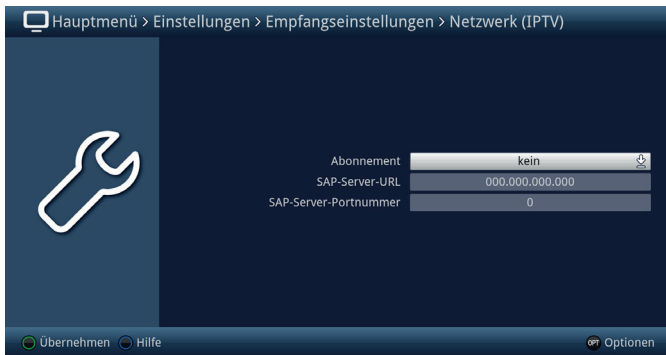 Hauptmenü > Einstellungen > Empfangseinstellungen > Netzwerk (IPTV)
Abonnement kein
SAP-Server-URL 000.000.000.000
SAP-Server-Portnummer 0
Übernehmen Hilfe OPT Optionen